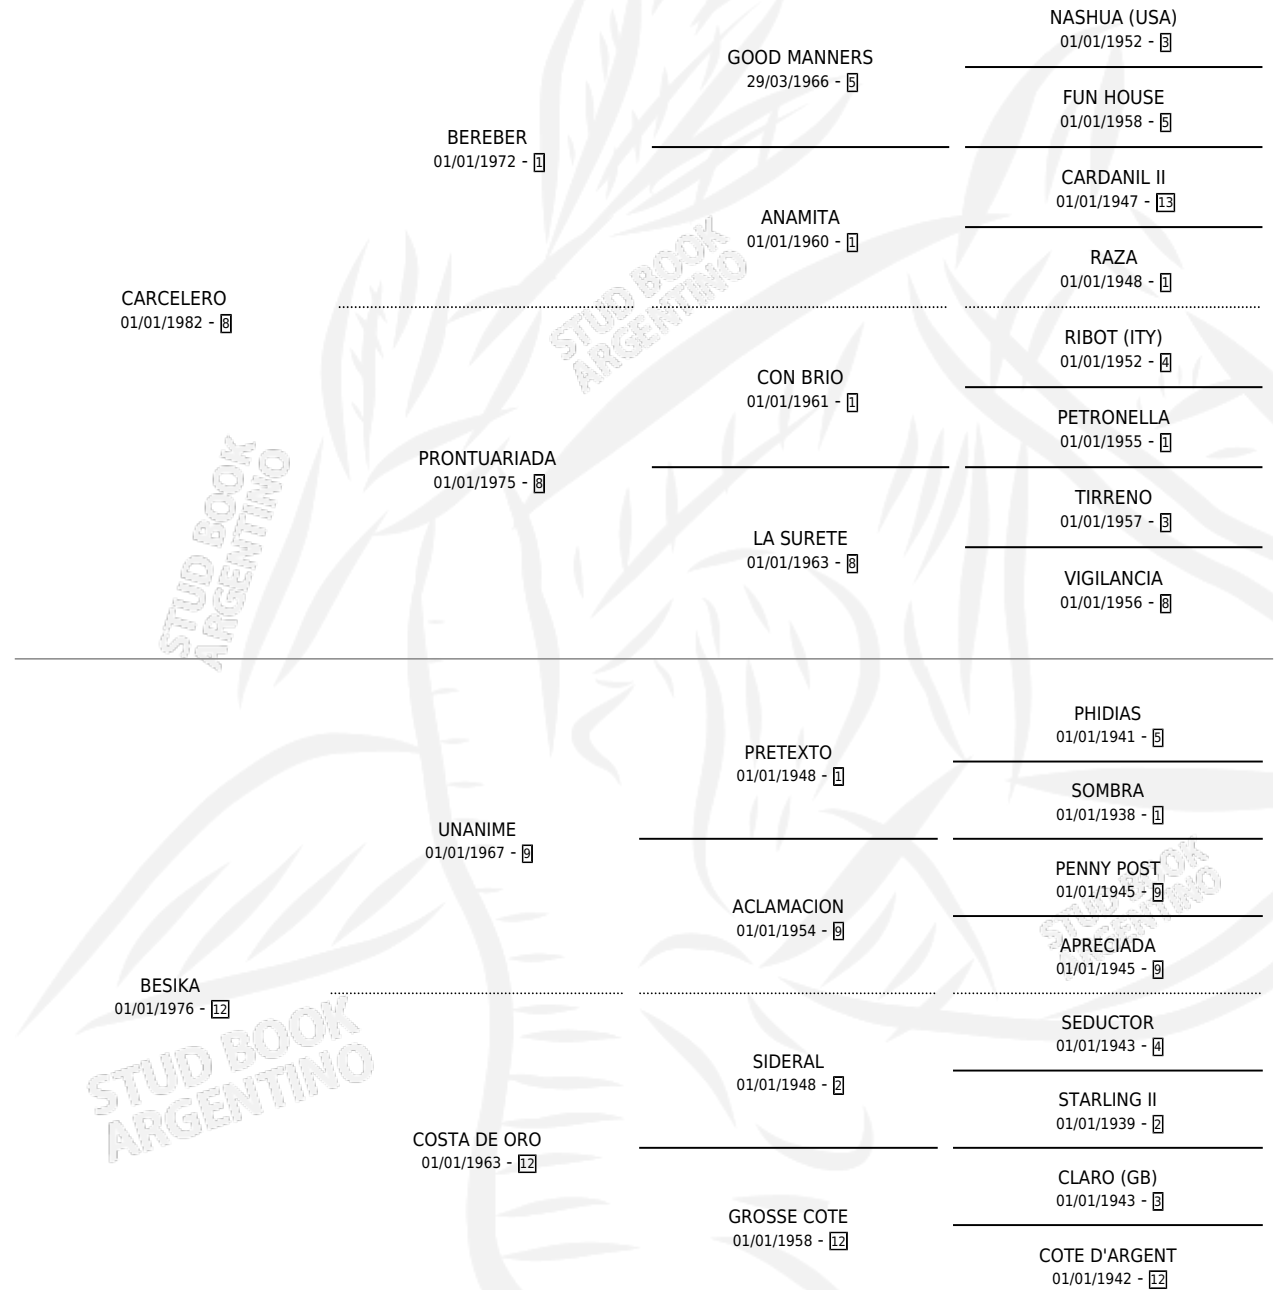 NASHUA (USA)
01/01/1952 - 3
GOOD MANNERS
29/03/1966 - 5
FUN HOUSE
01/01/1958 - 5
BEREBER
01/01/1972 - 1
CARDANIL II
01/01/1947 - 13
ANAMITA
01/01/1960 - 1
RAZA
01/01/1948 - 1
CARCELERO
01/01/1982 - 8
RIBOT (ITY)
01/01/1952 - 4
CON BRIO
01/01/1961 - 1
PETRONELLA
01/01/1955 - 1
PRONTUARIADA
01/01/1975 - 8
TIRRENO
01/01/1957 - 3
LA SURETE
01/01/1963 - 8
VIGILANCIA
01/01/1956 - 8
PHIDIAS
01/01/1941 - 5
PRETEXTO
01/01/1948 - 1
SOMBRA
01/01/1938 - 1
UNANIME
01/01/1967 - 9
PENNY POST
01/01/1945 - 9
ACLAMACION
01/01/1954 - 9
APRECIADA
01/01/1945 - 9
BESIKA
01/01/1976 - 12
SEDUCTOR
01/01/1943 - 4
SIDERAL
01/01/1948 - 2
STARLING II
01/01/1939 - 2
COSTA DE ORO
01/01/1963 - 12
CLARO (GB)
01/01/1943 - 3
GROSSE COTE
01/01/1958 - 12
COTE D'ARGENT
01/01/1942 - 12
STUD BOOK
ARGENTINO
STUD BOOK
ARGENTINO
STUD BOOK
ARGENTINO
STUD BOOK
ARGENTINO